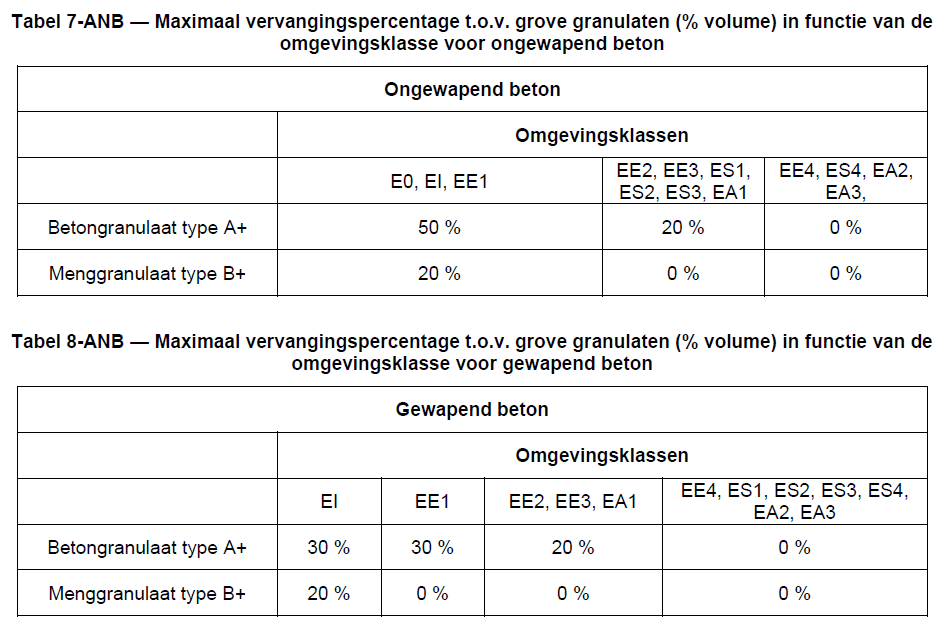 Tabel 7-ANB — Maximaal vervangingspercentage t.o.v. grove granulaten (% volume) in functie van de
omgevingsklasse voor ongewapend beton
Ongewapend beton
Omgevingsklassen
E0, EI, EE1
EE2, EE3, ES1,
ES2, ES3, EA1
EE4, ES4, EA2,
EA3,
Betongranulaat type A+ 50 % 20 % 0 %
Menggranulaat type B+ 20 % 0 % 0 %
Tabel 8-ANB — Maximaal vervangingspercentage t.o.v. grove granulaten (% volume) in functie van de
omgevingsklasse voor gewapend beton
Gewapend beton
Omgevingsklassen
EI
EE1
EE2, EE3, EA1
EE4, ES1, ES2, ES3, ES4,
EA2, EA3
Betongranulaat type A+ 30 % 30 % 20 % 0 %
Menggranulaat type B+ 20 % 0 % 0 % 0 %